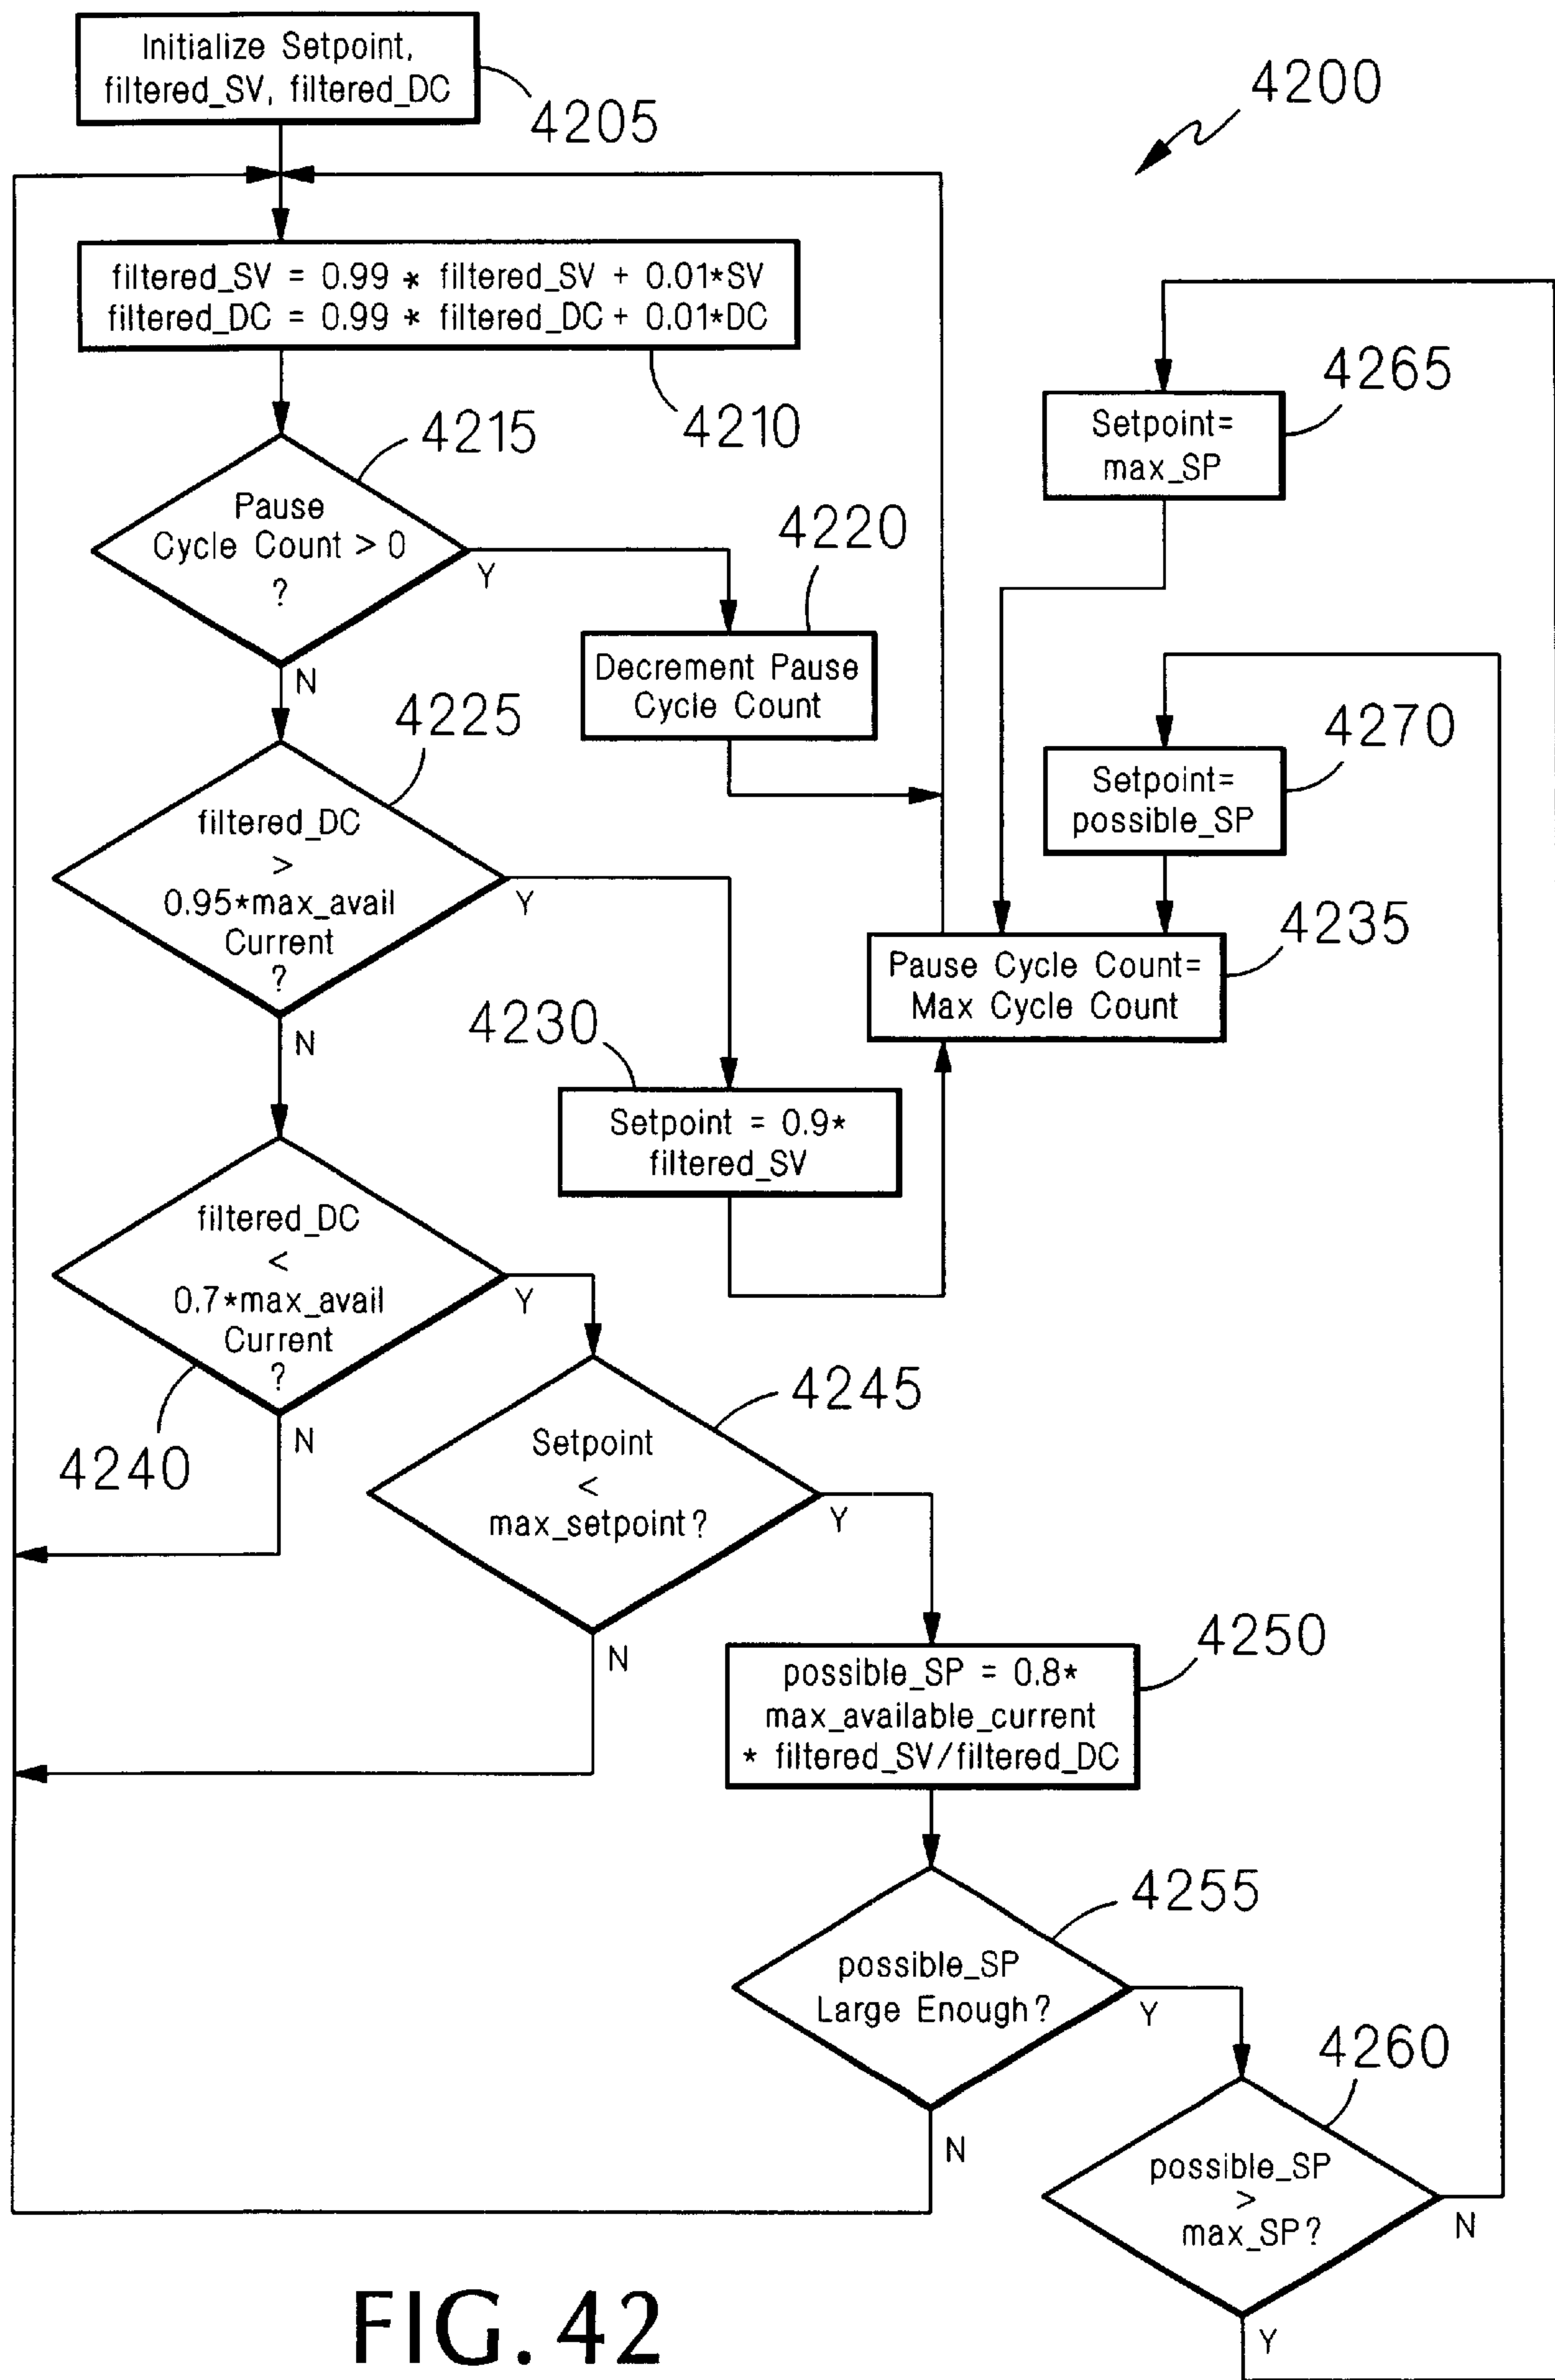 Initialize Setpoint,
filtered_SV, filtered_DC
4205
4200
filtered_SV = 0.99 * filtered_SV + 0.01*SV
filtered_DC = 0.99 * filtered_DC + 0.01*DC
4210
4215
Pause
Cycle Count > 0
?
Y
N
4220
Decrement Pause
Cycle Count
4265
Setpoint=
max_SP
4270
Setpoint=
possible_SP
4225
filtered_DC
>
0.95*max_avail
Current
?
Y
N
4235
Pause Cycle Count=
Max Cycle Count
4230
Setpoint = 0.9*
filtered_SV
filtered_DC
<
0.7*max_avail
Current
?
Y
N
4240
4245
Setpoint
<
max_setpoint?
Y
N
4250
possible_SP = 0.8*
max_available_current
* filtered_SV/filtered_DC
4255
possible_SP
Large Enough?
Y
N
4260
possible_SP
>
max_SP?
N
Y
FIG. 42